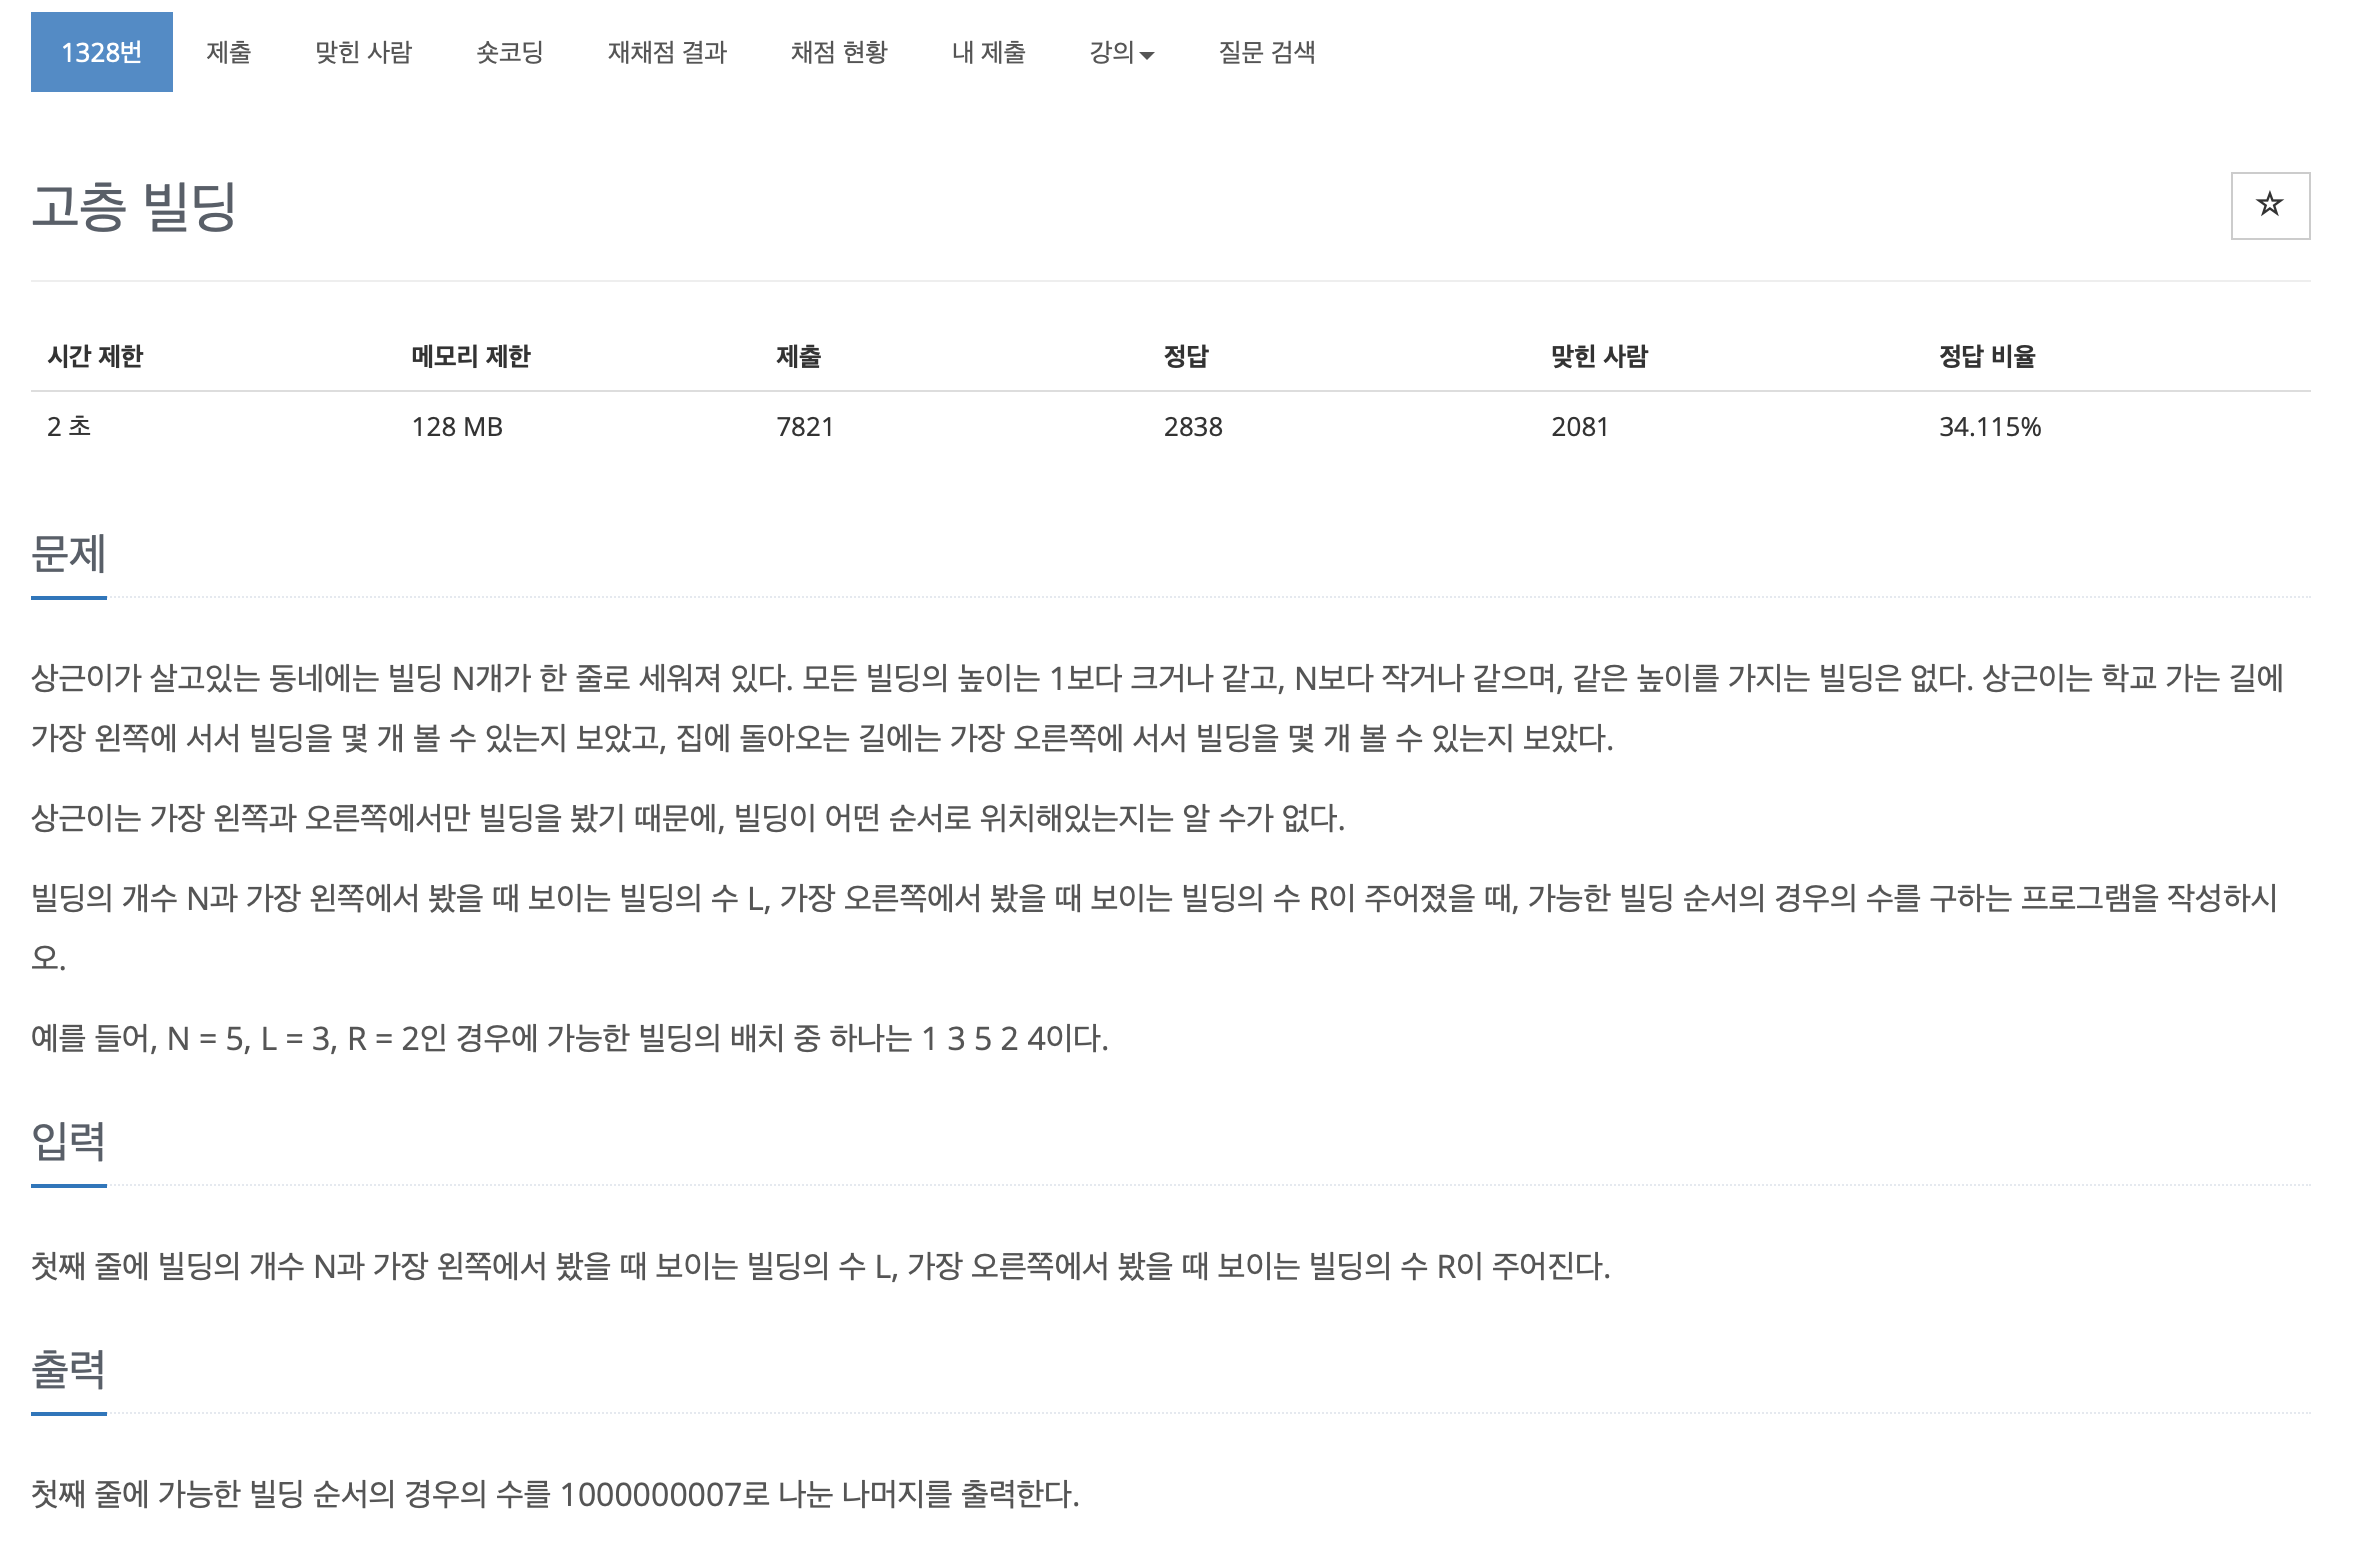 1328번 제출 맞힌 사람 숏코딩 재채점 결과 채점 현황 내 제출 강의 질문 검색
고층 빌딩
시간 제한 메모리 제한 제출 정답 맞힌 사람 정답 비율
2 초 128 MB 7821 2838 2081 34.115%
문제
상근이가 살고있는 동네에는 빌딩 N개가 한 줄로 세워져 있다. 모든 빌딩의 높이는 1보다 크거나 같고, N보다 작거나 같으며, 같은 높이를 가지는 빌딩은 없다. 상근이는 학교 가는 길에
가장 왼쪽에 서서 빌딩을 몇 개 볼 수 있는지 보았고, 집에 돌아오는 길에는 가장 오른쪽에 서서 빌딩을 몇 개 볼 수 있는지 보았다.
상근이는 가장 왼쪽과 오른쪽에서만 빌딩을 봤기 때문에, 빌딩이 어떤 순서로 위치해있는지는 알 수가 없다.
빌딩의 개수 N과 가장 왼쪽에서 봤을 때 보이는 빌딩의 수 L, 가장 오른쪽에서 봤을 때 보이는 빌딩의 수 R이 주어졌을 때, 가능한 빌딩 순서의 경우의 수를 구하는 프로그램을 작성하시
오.
예를 들어, N = 5, L = 3, R = 2인 경우에 가능한 빌딩의 배치 중 하나는 1 3 5 2 4이다.
입력
첫째 줄에 빌딩의 개수 N과 가장 왼쪽에서 봤을 때 보이는 빌딩의 수 L, 가장 오른쪽에서 봤을 때 보이는 빌딩의 수 R이 주어진다.
출력
첫째 줄에 가능한 빌딩 순서의 경우의 수를 1000000007로 나눈 나머지를 출력한다.